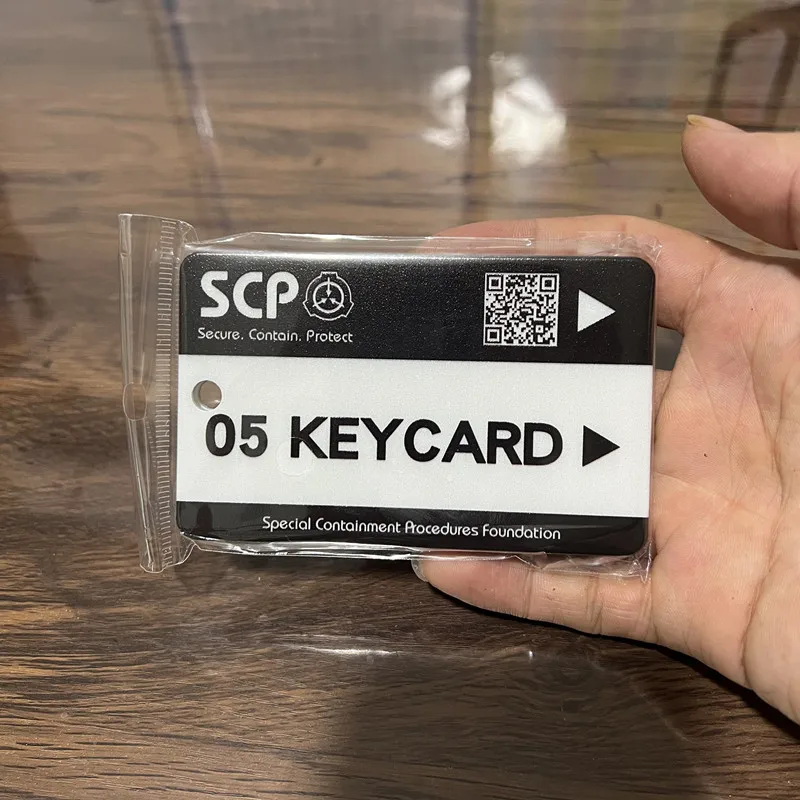 SCP
Secure. Contain. Protect
05 KEYCARD
Special Containment Procedures Foundation